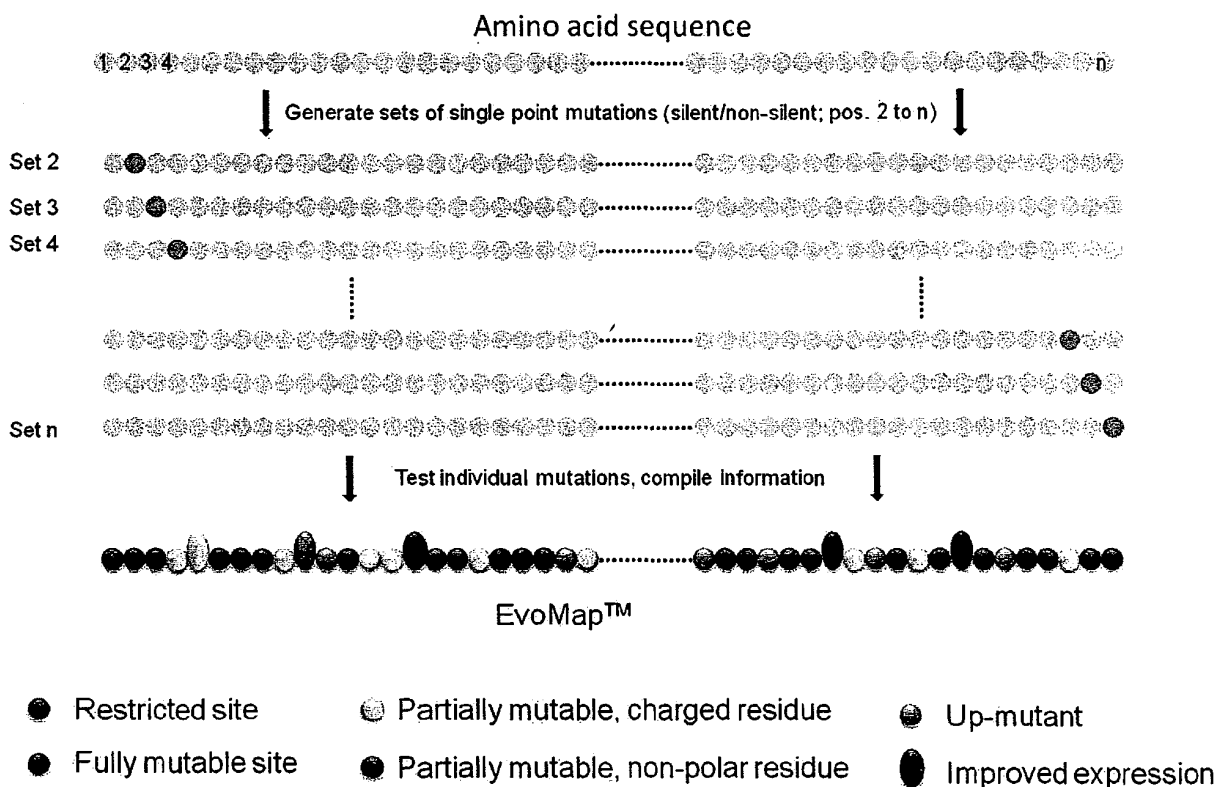 Amino acid sequence
1 2 3 4 n
Generate sets of single point mutations (silent/non-silent; pos. 2 to n)
Set 2
Set 3
Set 4
Set n
Test individual mutations, compile information
EvoMap™
Restricted site
Partially mutable, charged residue
Up-mutant
Fully mutable site
Partially mutable, non-polar residue
Improved expression